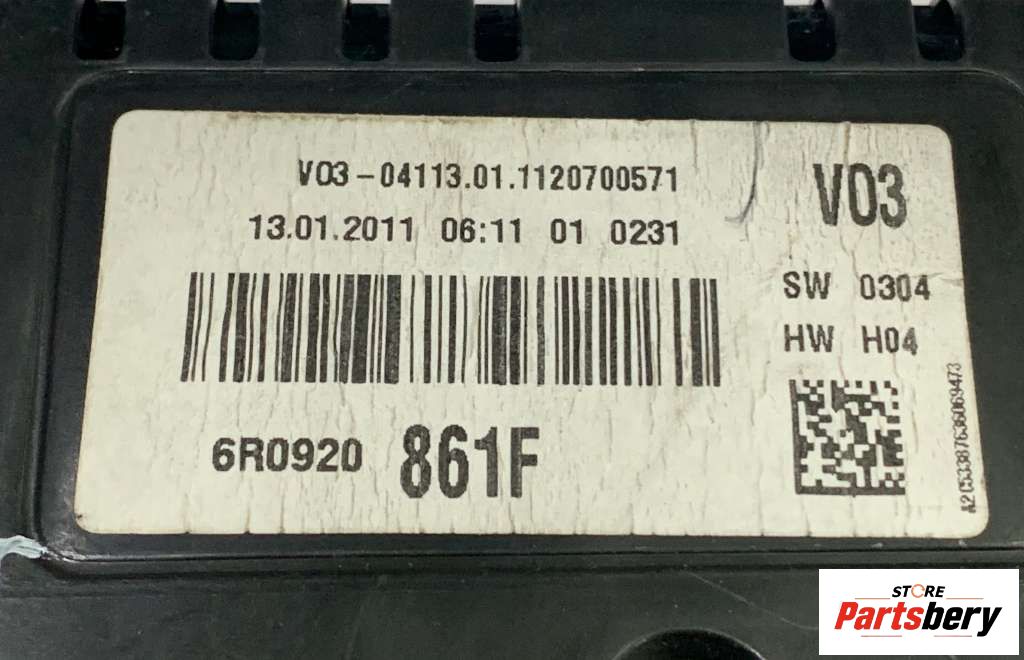 V03-04113.01.1120700571
13.01.2011 06:11 01 0231
V03
SW 0304
HW H04
6R0920 861F
A2C53387636069473
STORE
Partsbery